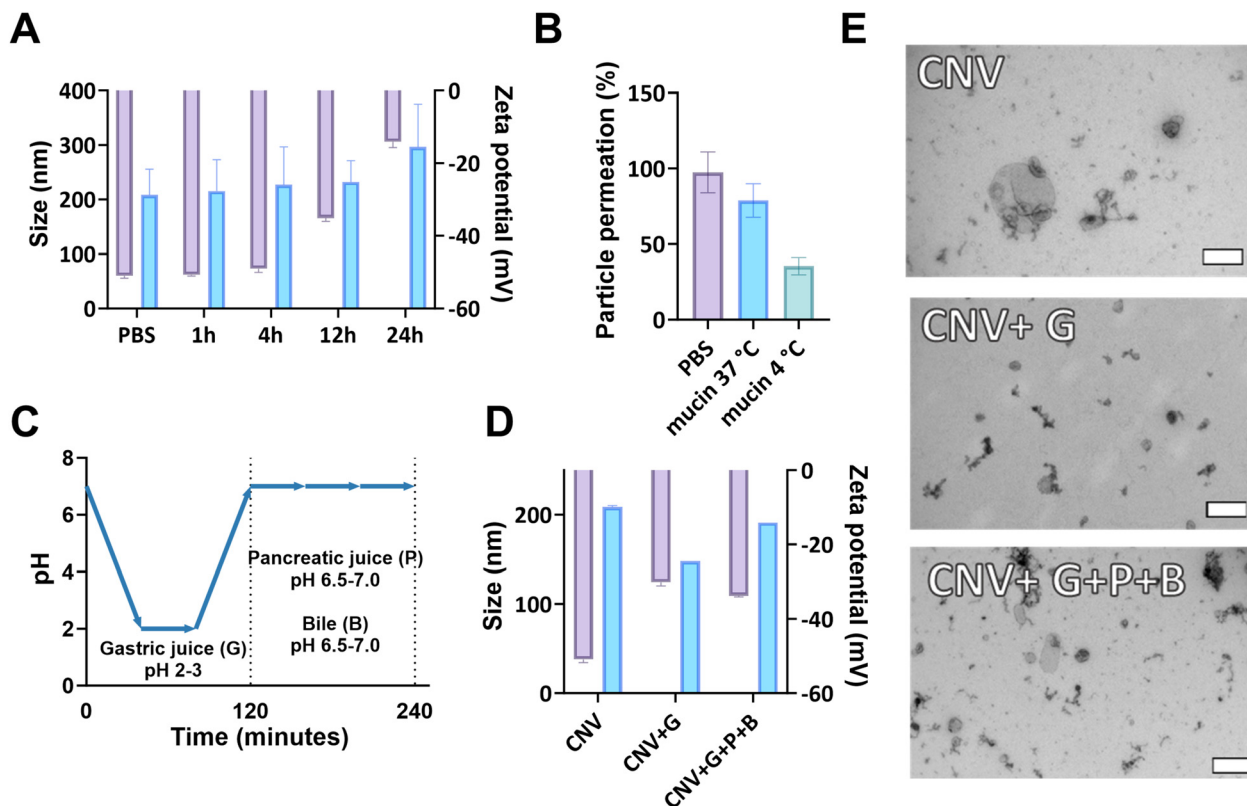 A
400
300
200
100
0
Size (nm)
0
-20
-40
-60
Zeta potential (mV)
PBS
1h
4h
12h
24h
B
150
100
50
0
Particle permeation (%)
PBS
mucin 37 °C
mucin 4 °C
C
8
6
4
2
0
pH
Gastric juice (G)
pH 2-3
Pancreatic juice (P)
pH 6.5-7.0
Bile (B)
pH 6.5-7.0
0
120
240
Time (minutes)
D
200
100
0
Size (nm)
0
-20
-40
-60
Zeta potential (mV)
CNV
CNV+G
CNV+G+P+B
E
CNV
CNV+ G
CNV+ G+P+B